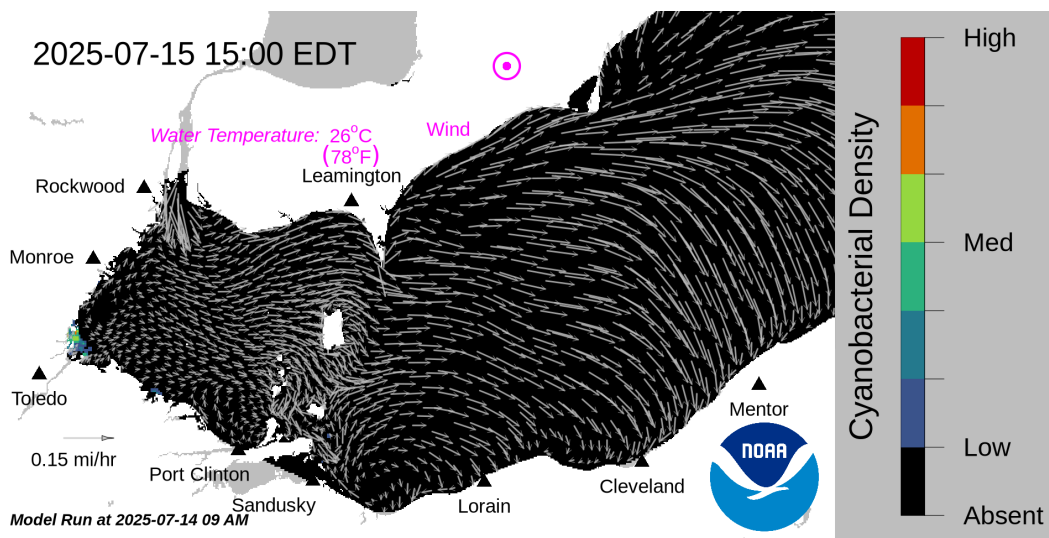 2025-07-15 15:00 EDT
High
Water Temperature: 26°C
(78°F)
Wind
Leamington
Rockwood
Monroe
Med
Cyanobacterial Density
Toledo
Mentor
NOAA
0.15 mi/hr
Low
Port Clinton
Cleveland
Sandusky
Lorain
Model Run at 2025-07-14 09 AM
Absent